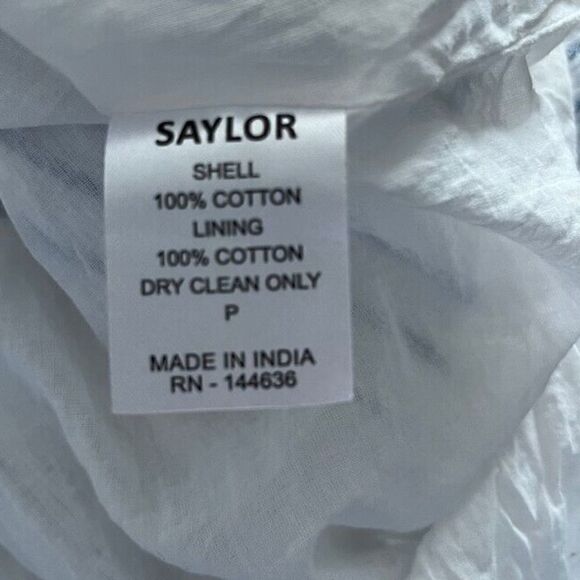 SAYLOR
SHELL
100% COTTON
LINING
100% COTTON
DRY CLEAN ONLY
P
MADE IN INDIA
RN - 144636